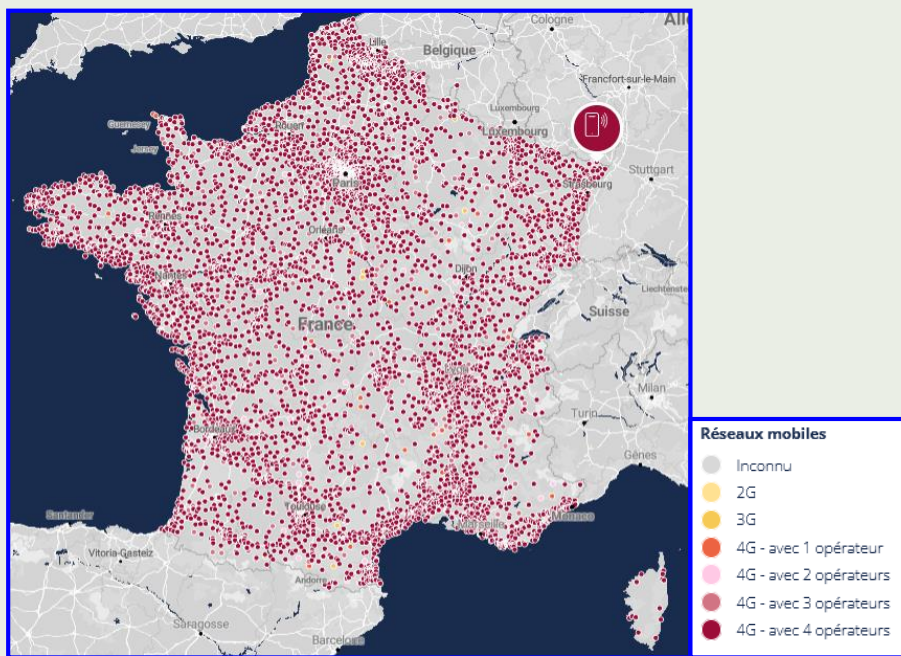 Cologne
Alle
Lille
Belgique
Francfort-sur-le-Main
Luxembourg
Luxembourg
Guernesey
Rouen
Jersey
Stuttgart
Paris
Strasbourg
Rennes
Orléans
Nantes
Dijon
Liechtenste
Suisse
France
Lyon
Milan
Turin
Bordeaux
Gênes
Toulouse
Marseille
Monaco
Santander
Vitoria-Gasteiz
Andorre
Saragosse
Barcelone
Réseaux mobiles
Inconnu
2G
3G
4G - avec 1 opérateur
4G - avec 2 opérateurs
4G - avec 3 opérateurs
4G - avec 4 opérateurs